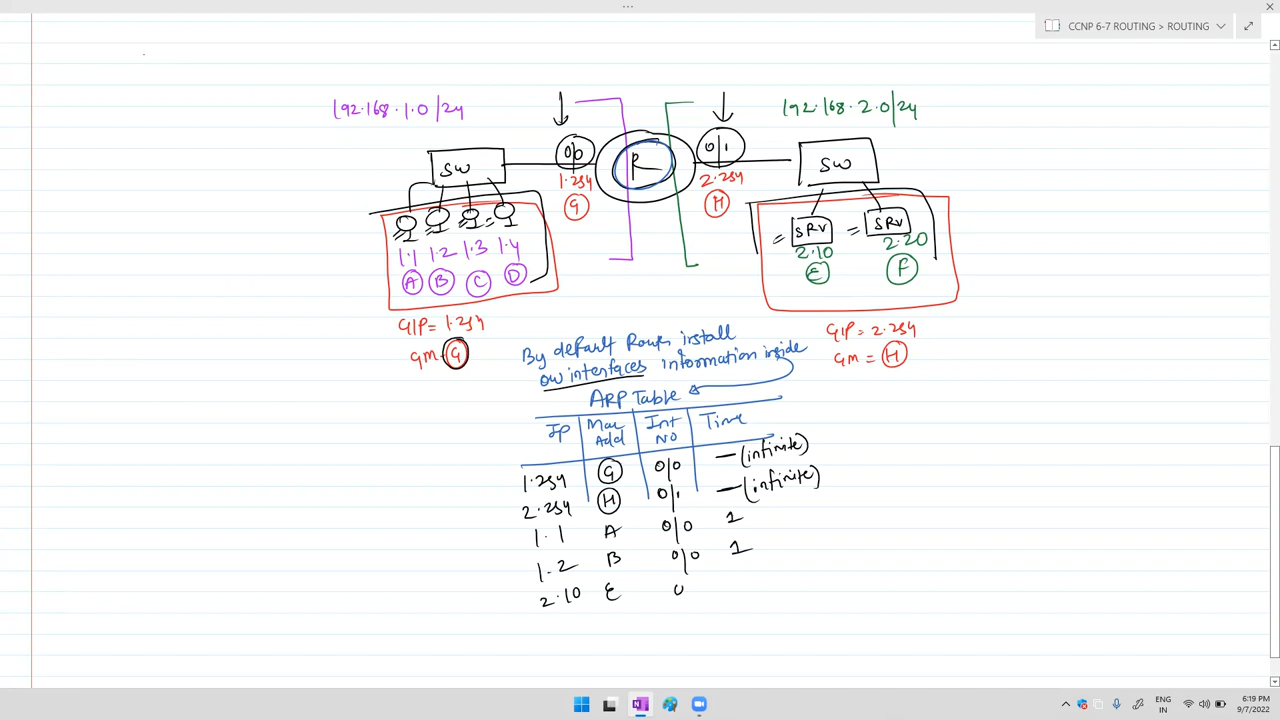 CCNP 6-7 ROUTING > ROUTING
192.168.1.0/24
192.168.2.0/24
SW
0/0
R
0/1
SW
1.254
2.254
G
H
SRV
SRV
1.1 1.2 1.3 1.4
2.10
2.20
A B C D
E
F
GIP = 1.254
GM = G
GIP = 2.254
GM = H
By default Router install
ow interfaces information inside
ARP Table
IP Mac Add Int No Time
1.254 G 0/0 — (infinite)
2.254 H 0/1 — (infinite)
1.1 A 0/0 1
1.2 B 0/0 1
2.10 E 0
ENG
IN
6:19 PM
9/7/2022